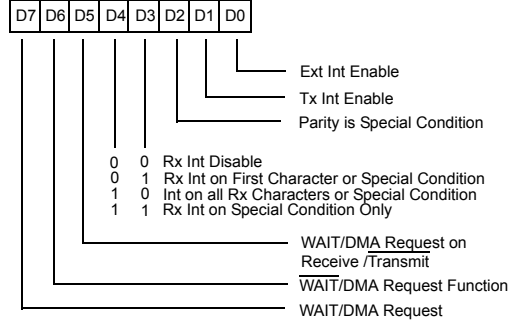 D7 D6 D5 D4 D3 D2 D1 D0
Ext Int Enable
Tx Int Enable
Parity is Special Condition
0 0 Rx Int Disable
0 1 Rx Int on First Character or Special Condition
1 0 Int on all Rx Characters or Special Condition
1 1 Rx Int on Special Condition Only
WAIT/DMA Request on
Receive /Transmit
WAIT/DMA Request Function
WAIT/DMA Request